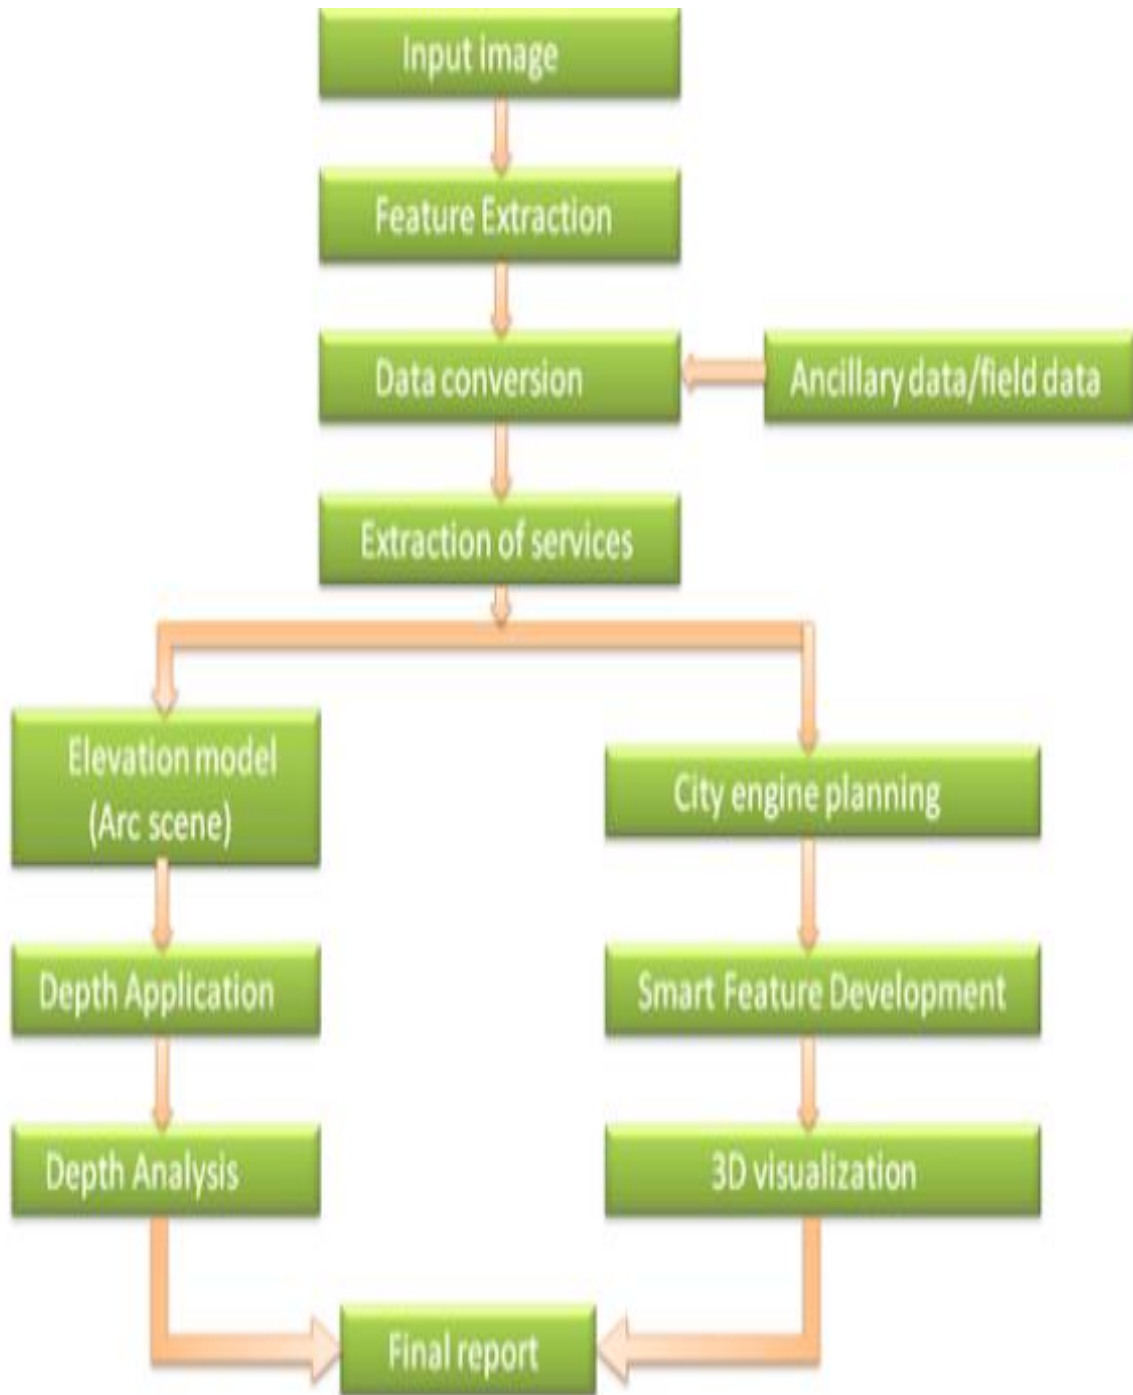 Input image
Feature Extraction
Data conversion
Ancillary data/field data
Extraction of services
Elevation model
(Arc scene)
City engine planning
Depth Application
Smart Feature Development
Depth Analysis
3D visualization
Final report